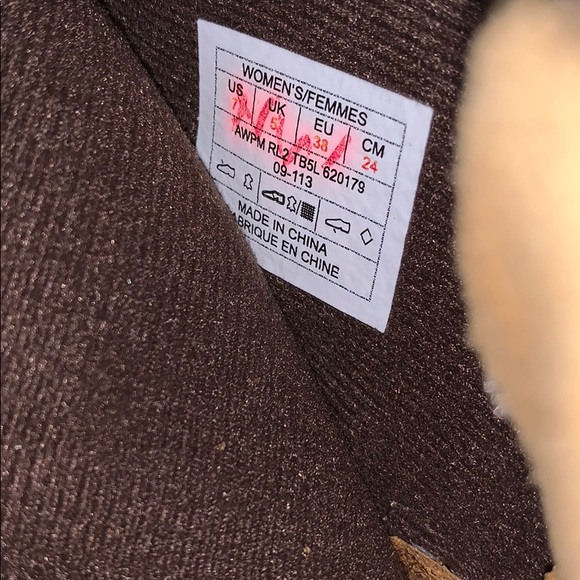 WOMEN'S/FEMMES
US UK EU CM
7 5 38 24
AWPM RL2 TB5L 620179
09-113
MADE IN CHINA
FABRIQUE EN CHINE